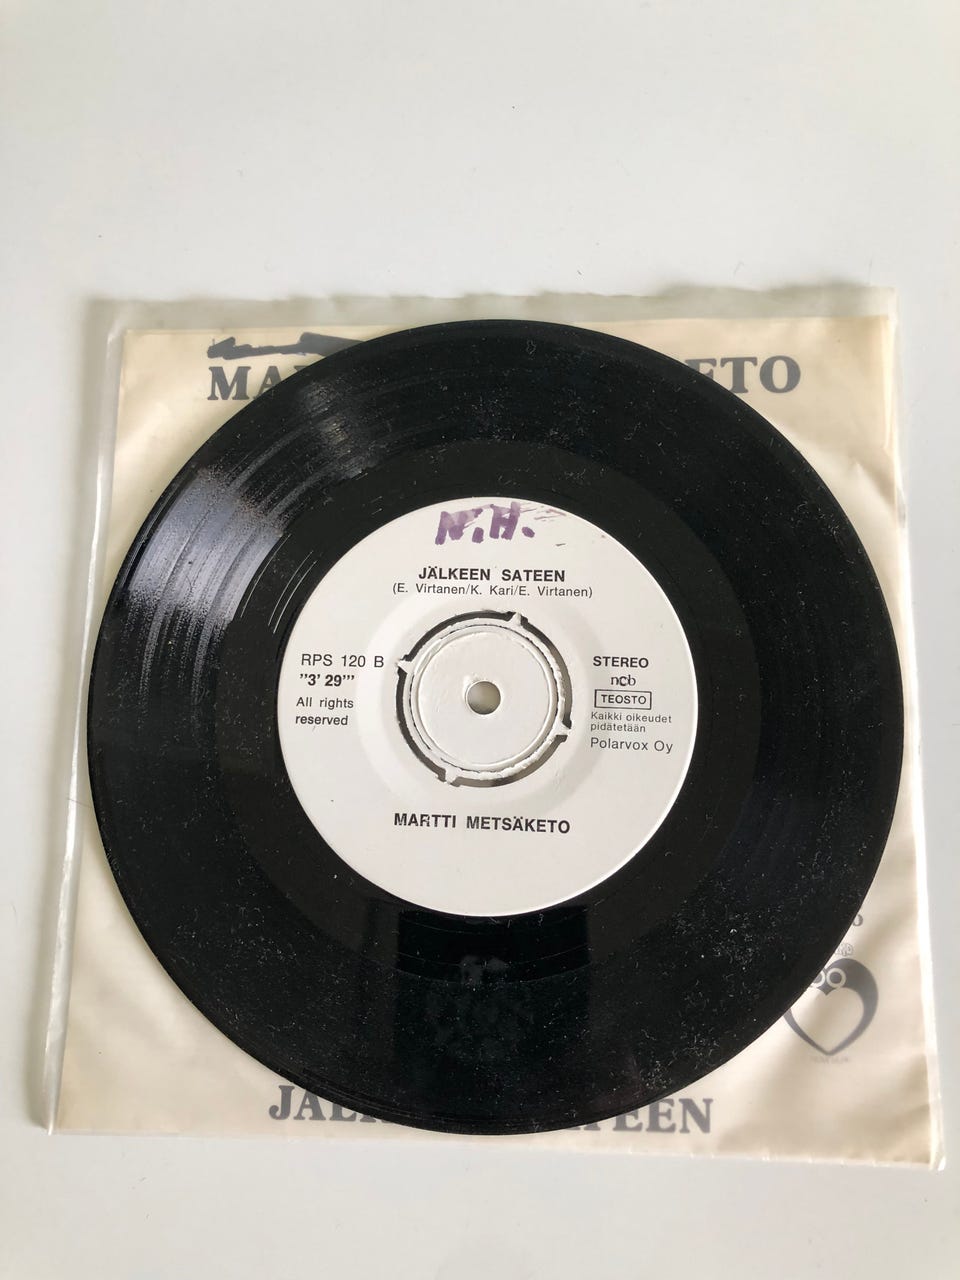 MA ETO
N.H.
JÄLKEEN SATEEN
(E. Virtanen/K. Kari/E. Virtanen)
RPS 120 B
"3' 29'''
All rights
reserved
STEREO
ncb
TEOSTO
Kaikki oikeudet
pidätetään
Polarvox Oy
MARTTI METSÄKETO
JÄL TEEN